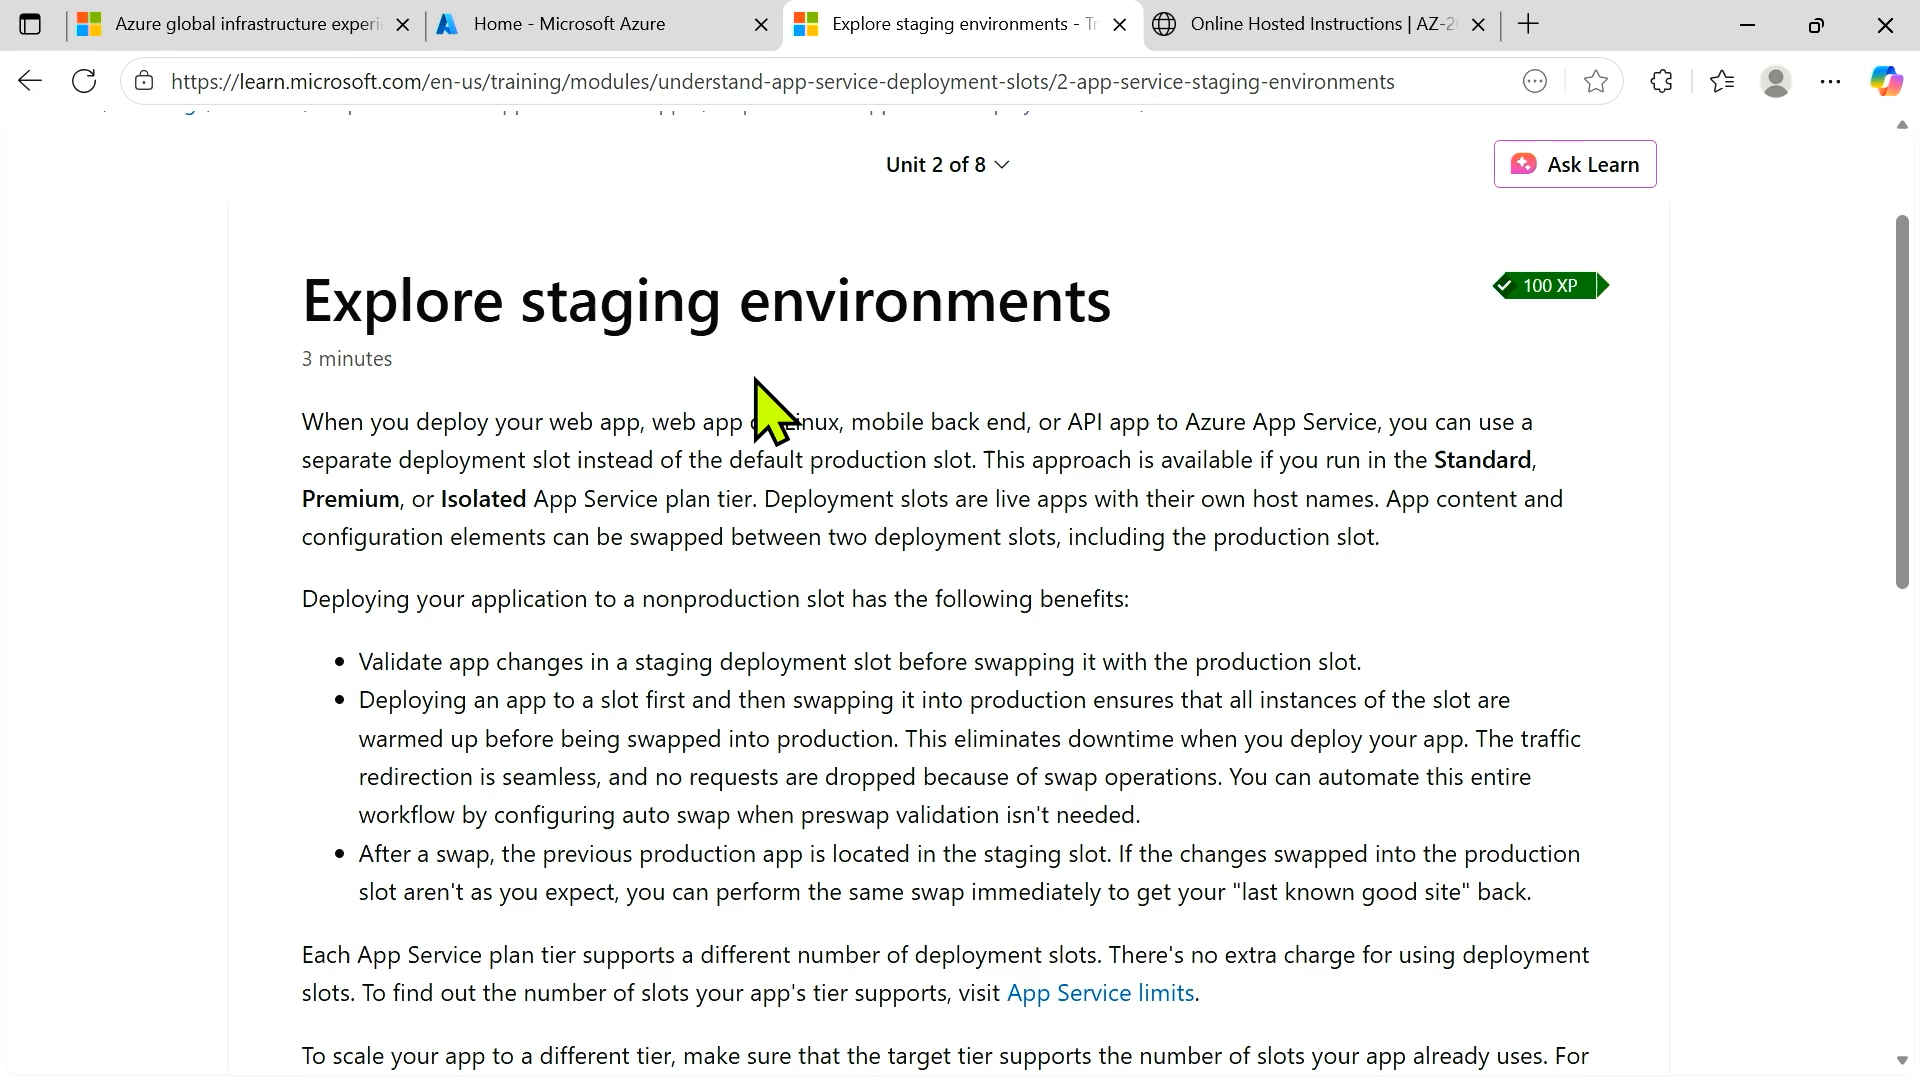 Azure global infrastructure experi
Home - Microsoft Azure
Explore staging environments - Tr
Online Hosted Instructions | AZ-2
https://learn.microsoft.com/en-us/training/modules/understand-app-service-deployment-slots/2-app-service-staging-environments
Unit 2 of 8
Ask Learn
Explore staging environments
100 XP
3 minutes
When you deploy your web app, web app Linux, mobile back end, or API app to Azure App Service, you can use a
separate deployment slot instead of the default production slot. This approach is available if you run in the Standard,
Premium, or Isolated App Service plan tier. Deployment slots are live apps with their own host names. App content and
configuration elements can be swapped between two deployment slots, including the production slot.
Deploying your application to a nonproduction slot has the following benefits:
• Validate app changes in a staging deployment slot before swapping it with the production slot.
• Deploying an app to a slot first and then swapping it into production ensures that all instances of the slot are
warmed up before being swapped into production. This eliminates downtime when you deploy your app. The traffic
redirection is seamless, and no requests are dropped because of swap operations. You can automate this entire
workflow by configuring auto swap when preswap validation isn't needed.
• After a swap, the previous production app is located in the staging slot. If the changes swapped into the production
slot aren't as you expect, you can perform the same swap immediately to get your "last known good site" back.
Each App Service plan tier supports a different number of deployment slots. There's no extra charge for using deployment
slots. To find out the number of slots your app's tier supports, visit App Service limits.
To scale your app to a different tier, make sure that the target tier supports the number of slots your app already uses. For